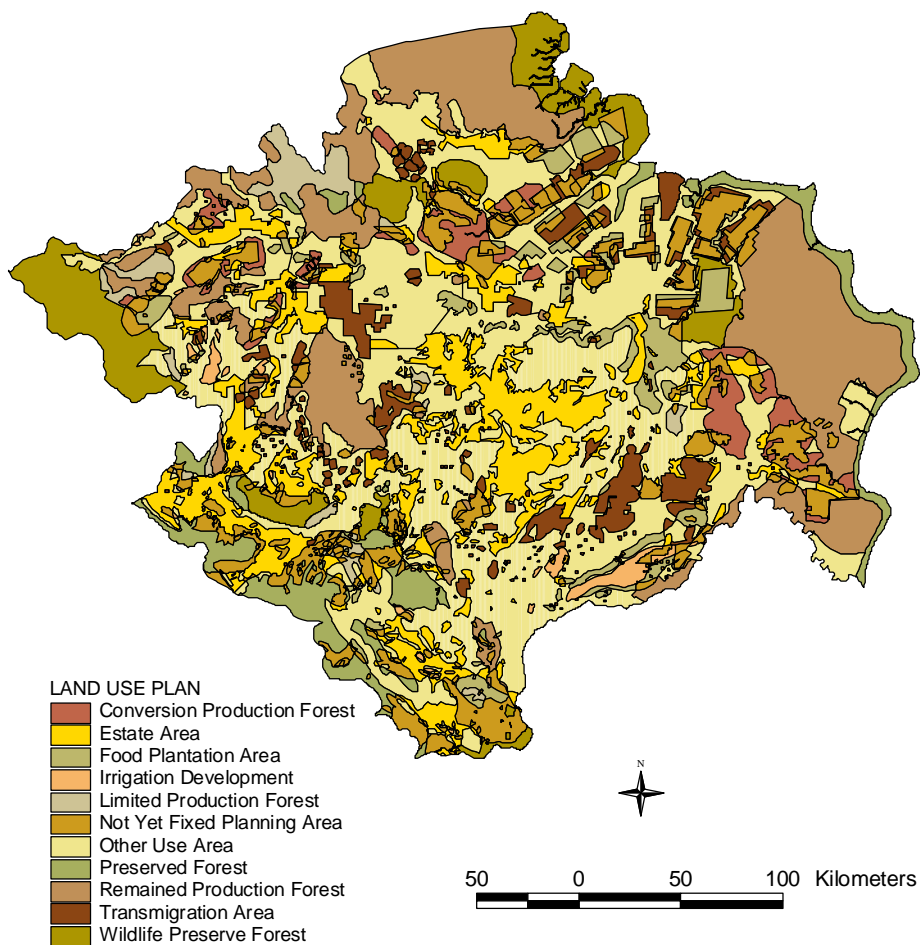 LAND USE PLAN
Conversion Production Forest
Estate Area
Food Plantation Area
Irrigation Development
Limited Production Forest
Not Yet Fixed Planning Area
Other Use Area
Preserved Forest
Remained Production Forest
Transmigration Area
Wildlife Preserve Forest
N
50 0 50 100 Kilometers